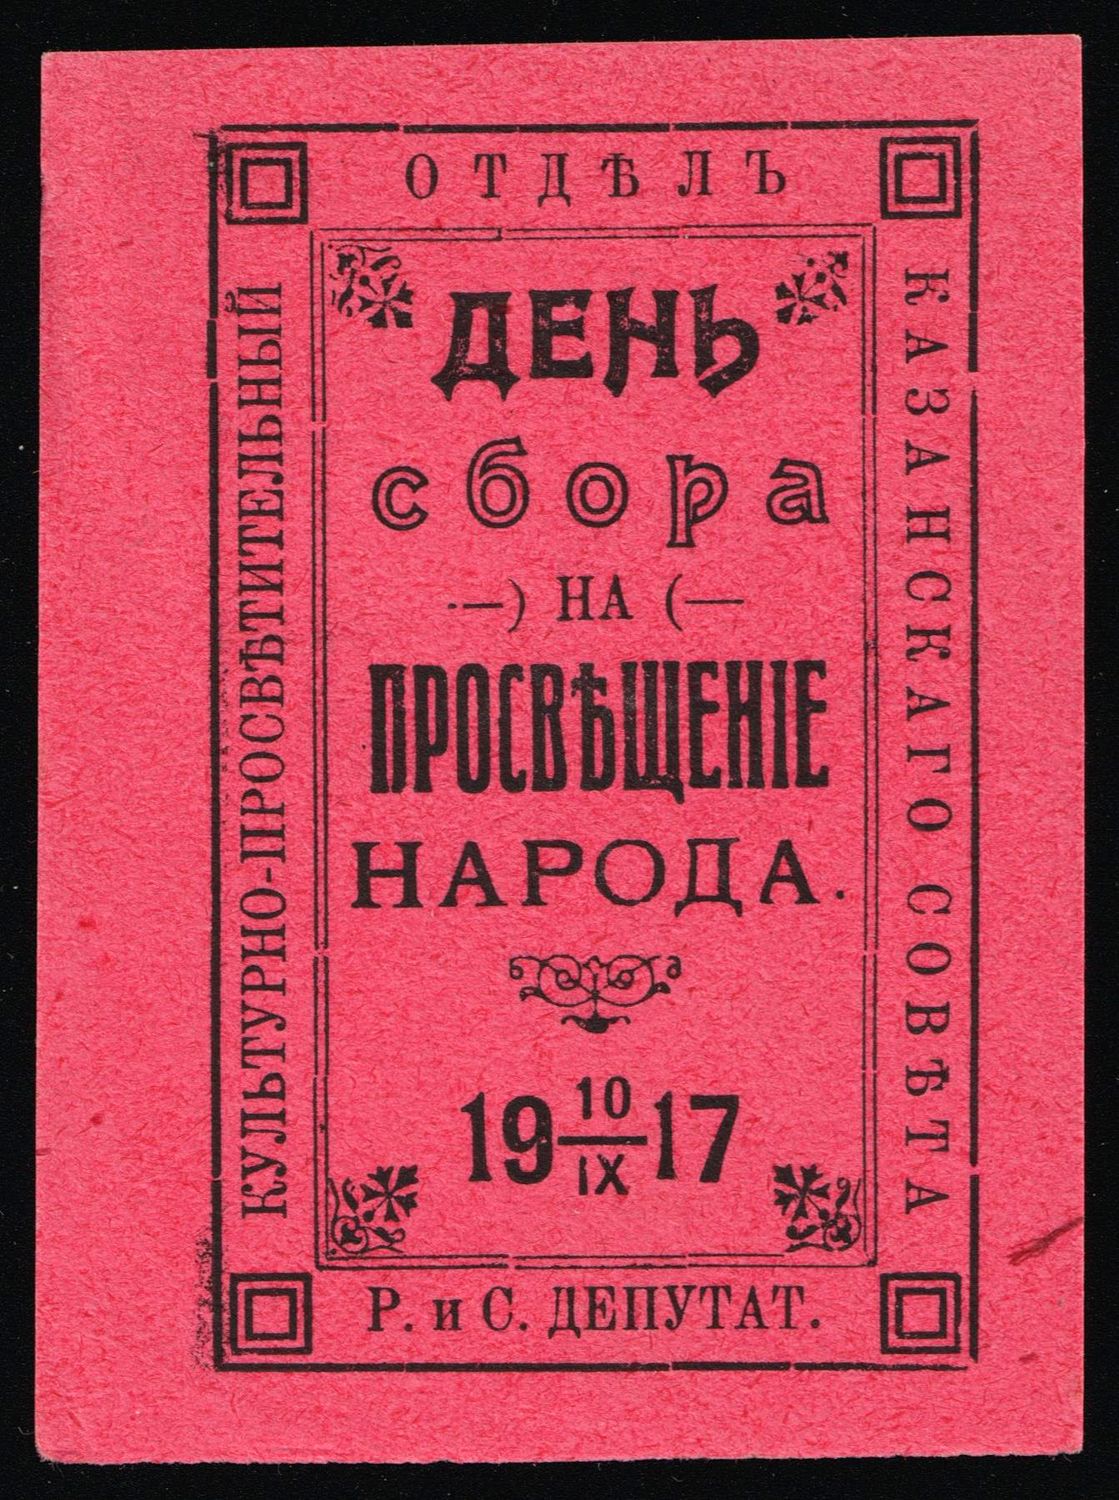 КУЛЬТУРНО-ПРОСВѢТИТЕЛЬНЫЙ
ОТДѢЛЪ
КАЗАНСКАГО СОВѢТА
Р. и С. ДЕПУТАТ.
ДЕНЬ
сбора
—) НА (—
ПРОСВѢЩЕНІЕ
НАРОДА.
19 10/IX 17